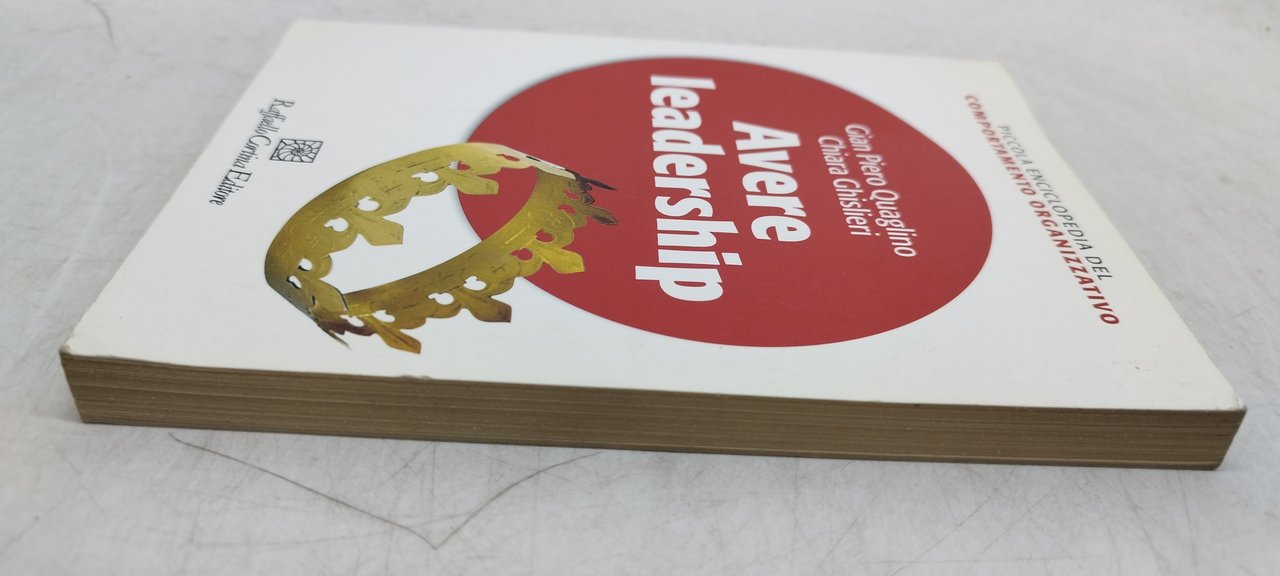 PICCOLA ENCICLOPEDIA DEL
COMPORTAMENTO ORGANIZZATIVO
Gian Piero Quaglino
Chiara Ghislieri
Avere
leadership
Raffaello Cortina Editore